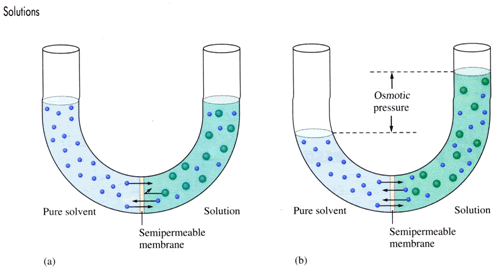 Solutions
Osmotic
pressure
Pure solvent
Solution
Semipermeable
membrane
(a)
Pure solvent
Solution
Semipermeable
membrane
(b)